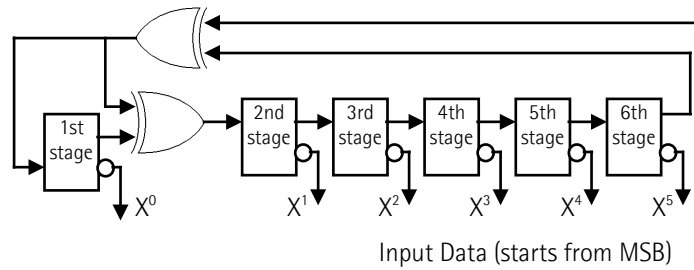 1st
stage
2nd
stage
3rd
stage
4th
stage
5th
stage
6th
stage
X⁰
X¹
X²
X³
X⁴
X⁵
Input Data (starts from MSB)